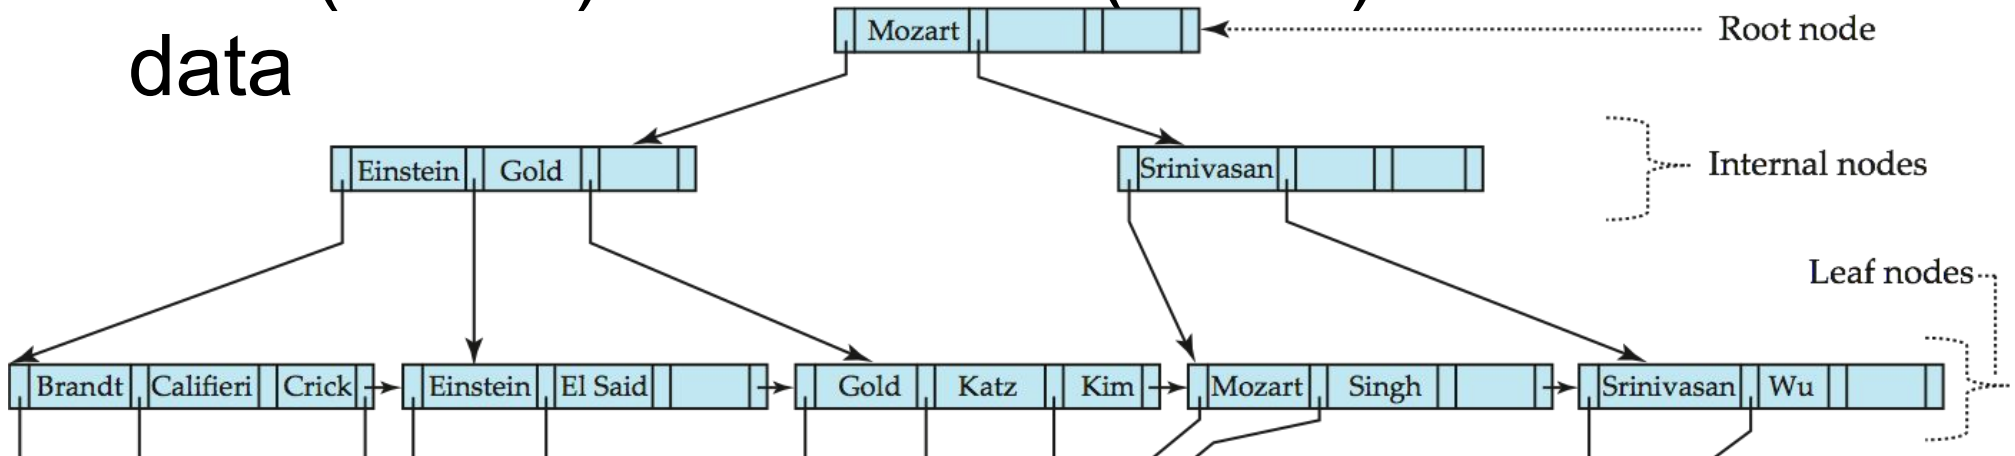 Mozart
Root node
data
Einstein Gold
Srinivasan
Internal nodes
Leaf nodes
Brandt Califieri Crick Einstein El Said Gold Katz Kim Mozart Singh Srinivasan Wu